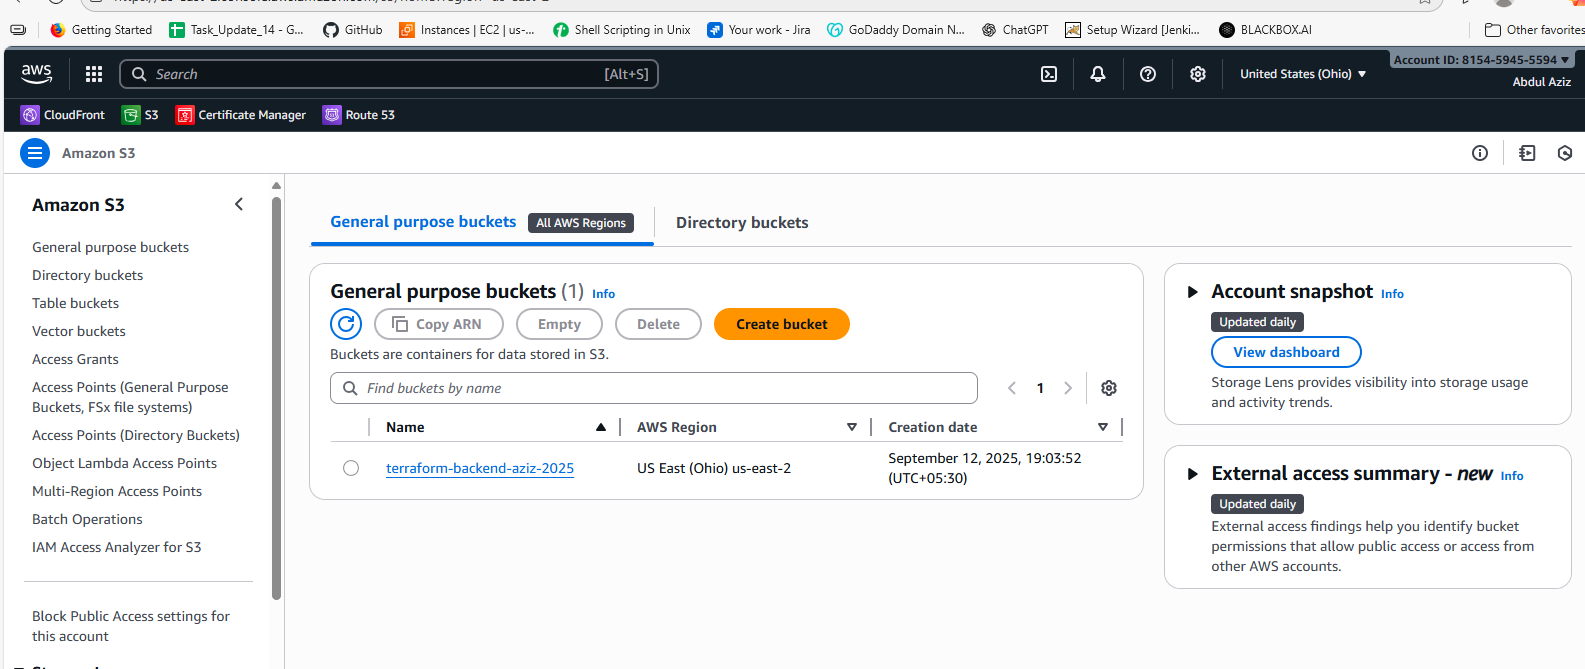 Getting Started
Task_Update_14 - G...
GitHub
Instances | EC2 | us-...
Shell Scripting in Unix
Your work - Jira
GoDaddy Domain N...
ChatGPT
Setup Wizard [Jenki...
BLACKBOX.AI
Other favorites
aws
Search
[Alt+S]
United States (Ohio)
Account ID: 8154-5945-5594
Abdul Aziz
CloudFront
S3
Certificate Manager
Route 53
Amazon S3
Amazon S3
General purpose buckets
Directory buckets
Table buckets
Vector buckets
Access Grants
Access Points (General Purpose
Buckets, FSx file systems)
Access Points (Directory Buckets)
Object Lambda Access Points
Multi-Region Access Points
Batch Operations
IAM Access Analyzer for S3
Block Public Access settings for
this account
General purpose buckets
All AWS Regions
Directory buckets
General purpose buckets (1) Info
Copy ARN
Empty
Delete
Create bucket
Buckets are containers for data stored in S3.
Find buckets by name
1
Name
AWS Region
Creation date
terraform-backend-aziz-2025
US East (Ohio) us-east-2
September 12, 2025, 19:03:52
(UTC+05:30)
Account snapshot Info
Updated daily
View dashboard
Storage Lens provides visibility into storage usage
and activity trends.
External access summary - new Info
Updated daily
External access findings help you identify bucket
permissions that allow public access or access from
other AWS accounts.